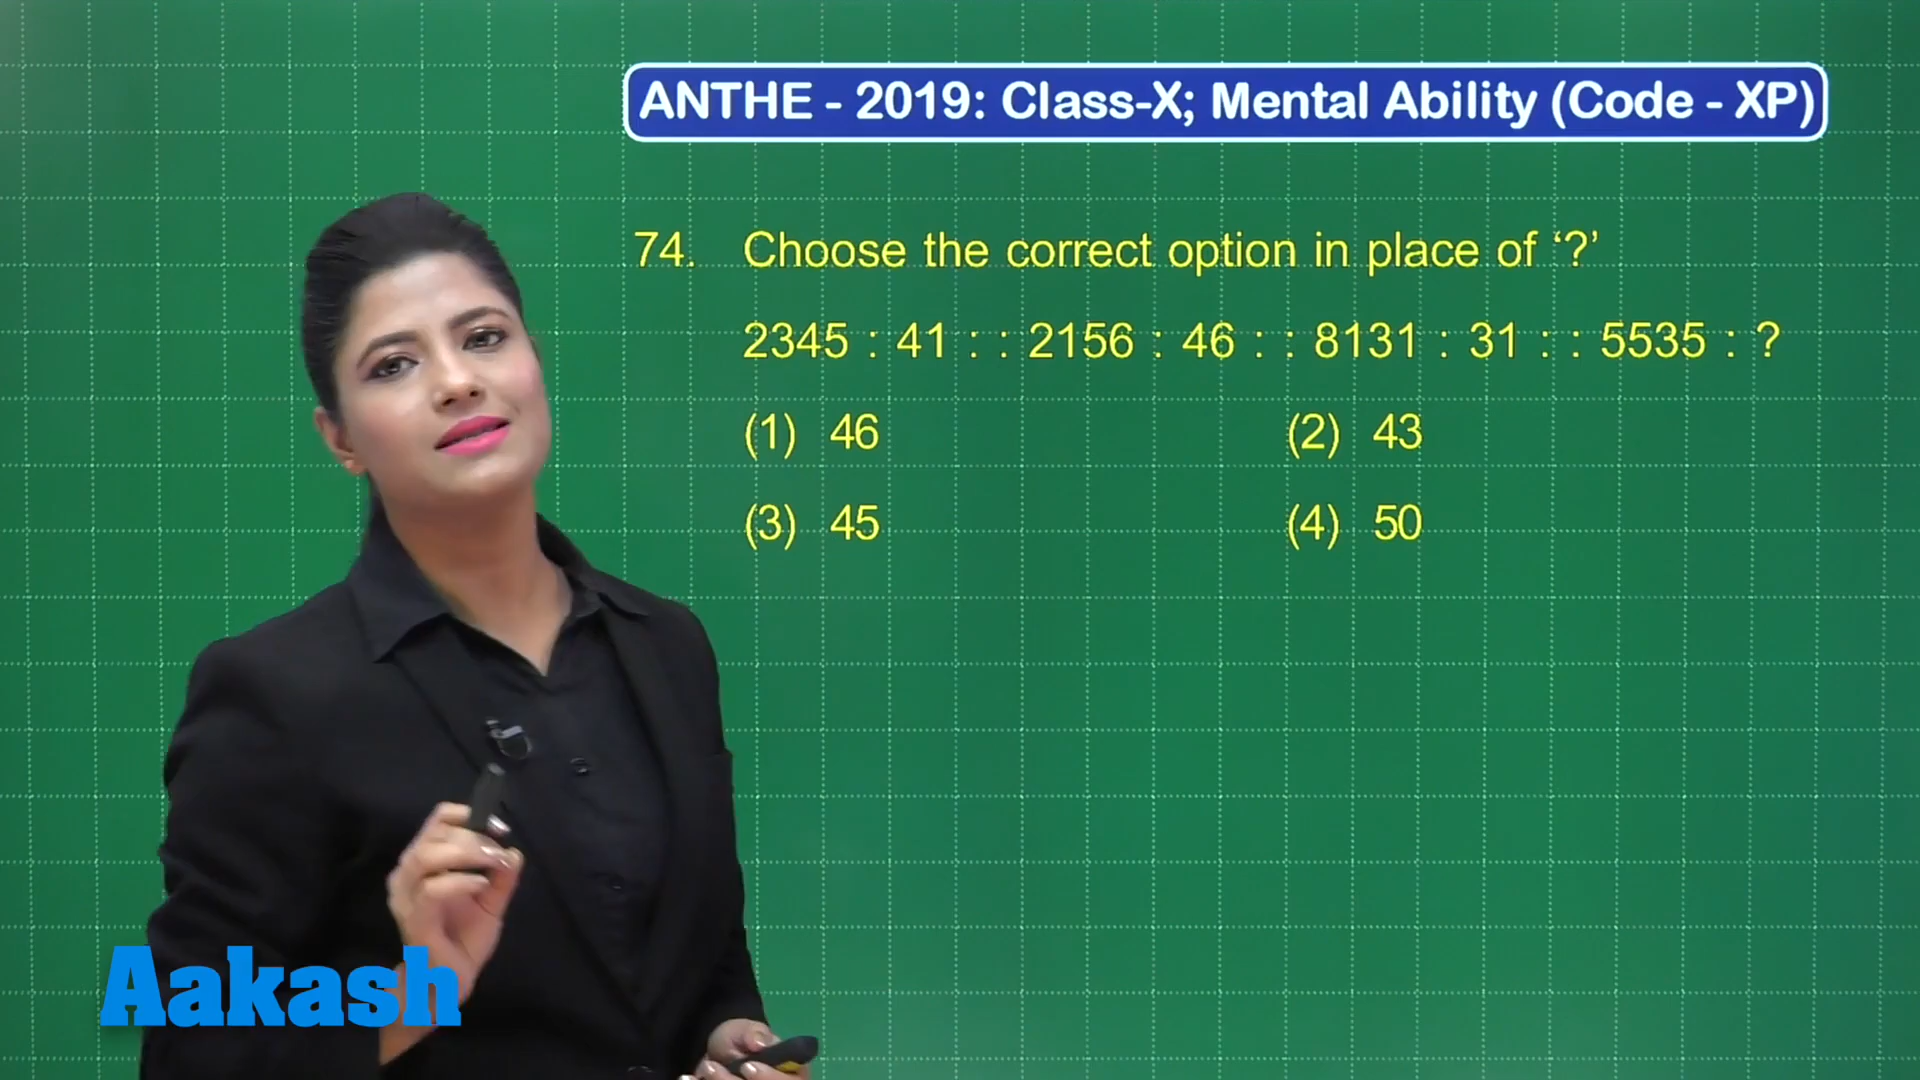 ANTHE - 2019: Class-X; Mental Ability (Code - XP)
74. Choose the correct option in place of ‘?’
2345 : 41 : : 2156 : 46 : : 8131 : 31 : : 5535 : ?
(1) 46 (2) 43
(3) 45 (4) 50
Aakash